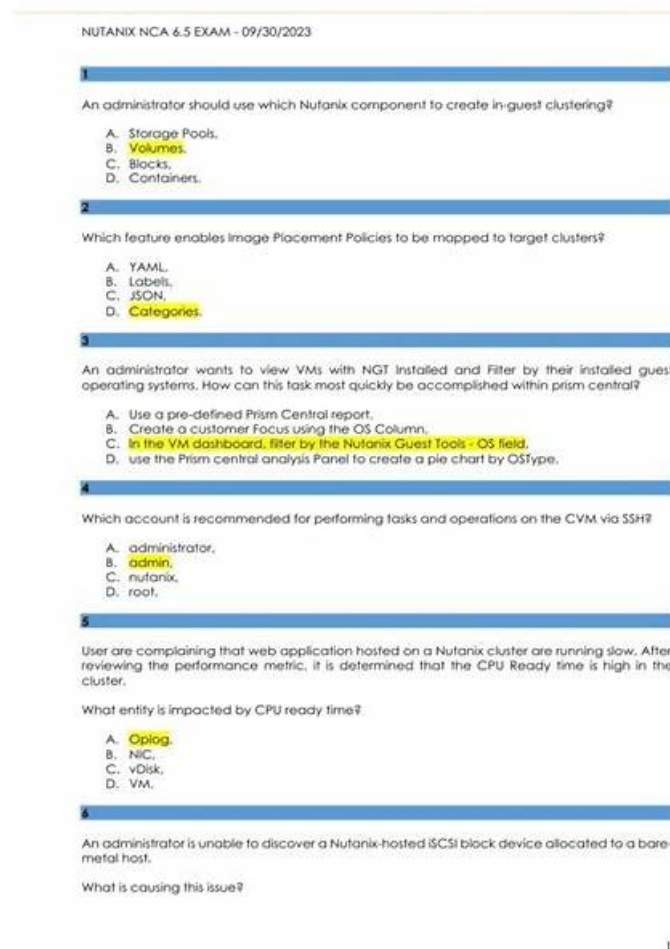 NUTANIX NCA 6.5 EXAM - 09/30/2023
1
An administrator should use which Nutanix component to create in-guest clustering?
A. Storage Pools.
B. Volumes.
C. Blocks.
D. Containers.
2
Which feature enables Image Placement Policies to be mapped to target clusters?
A. YAML.
B. Labels.
C. JSON.
D. Categories.
3
An administrator wants to view VMs with NGT Installed and Filter by their installed gues
operating systems. How can this task most quickly be accomplished within prism central?
A. Use a pre-defined Prism Central report.
B. Create a customer Focus using the OS Column.
C. In the VM dashboard, filter by the Nutanix Guest Tools - OS field.
D. use the Prism central analysis Panel to create a pie chart by OSType.
4
Which account is recommended for performing tasks and operations on the CVM via SSH?
A. administrator.
B. admin.
C. nutanix.
D. root.
5
User are complaining that web application hosted on a Nutanix cluster are running slow. After
reviewing the performance metric, it is determined that the CPU Ready time is high in the
cluster.
What entity is impacted by CPU ready time?
A. Oplog.
B. NIC.
C. vDisk.
D. VM.
6
An administrator is unable to discover a Nutanix-hosted iSCSI block device allocated to a bare-
metal host.
What is causing this issue?